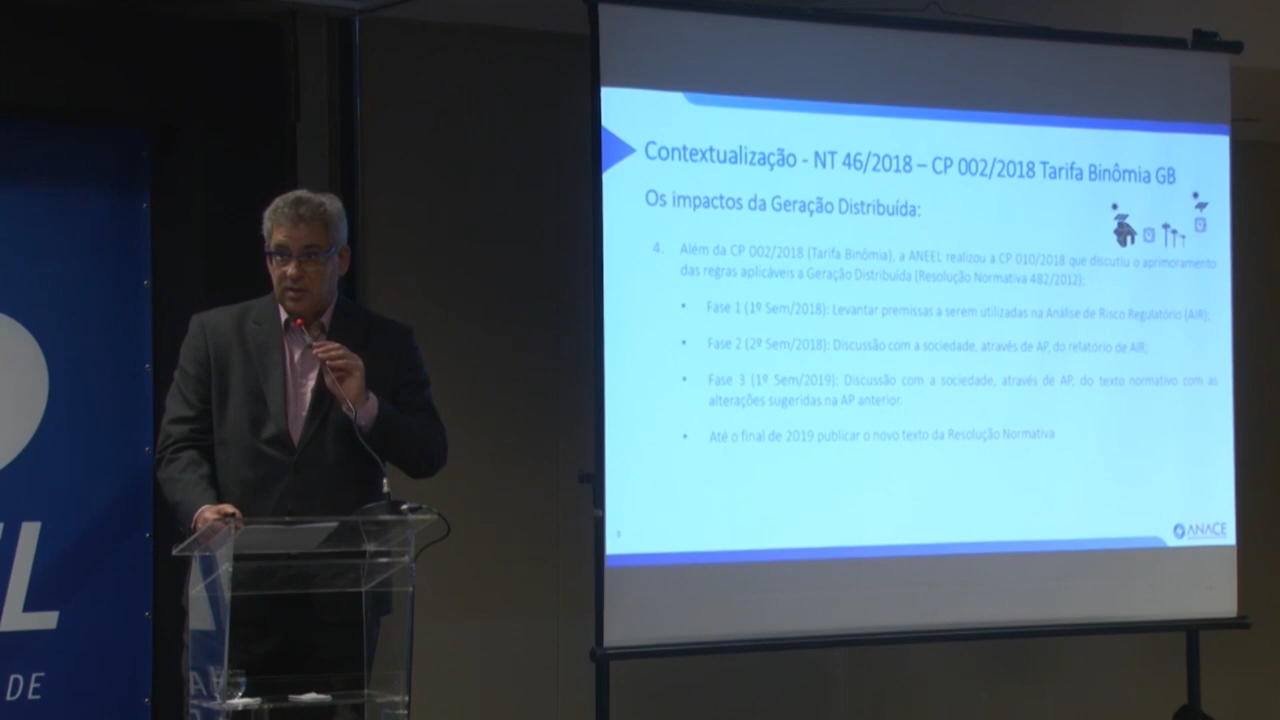 Contextualização - NT 46/2018 – CP 002/2018 Tarifa Binômia GB
Os impactos da Geração Distribuída:
4. Além da CP 002/2018 (Tarifa Binômia), a ANEEL realizou a CP 010/2018 que discutiu o aprimoramento
das regras aplicáveis a Geração Distribuída (Resolução Normativa 482/2012);
• Fase 1 (1º Sem/2018): Levantar premissas a serem utilizadas na Análise de Risco Regulatório (AIR);
• Fase 2 (2º Sem/2018): Discussão com a sociedade, através de AP, do relatório de AIR;
• Fase 3 (1º Sem/2019): Discussão com a sociedade, através de AP, do texto normativo com as
alterações sugeridas na AP anterior.
• Até o final de 2019 publicar o novo texto da Resolução Normativa
ANACE
L
DE